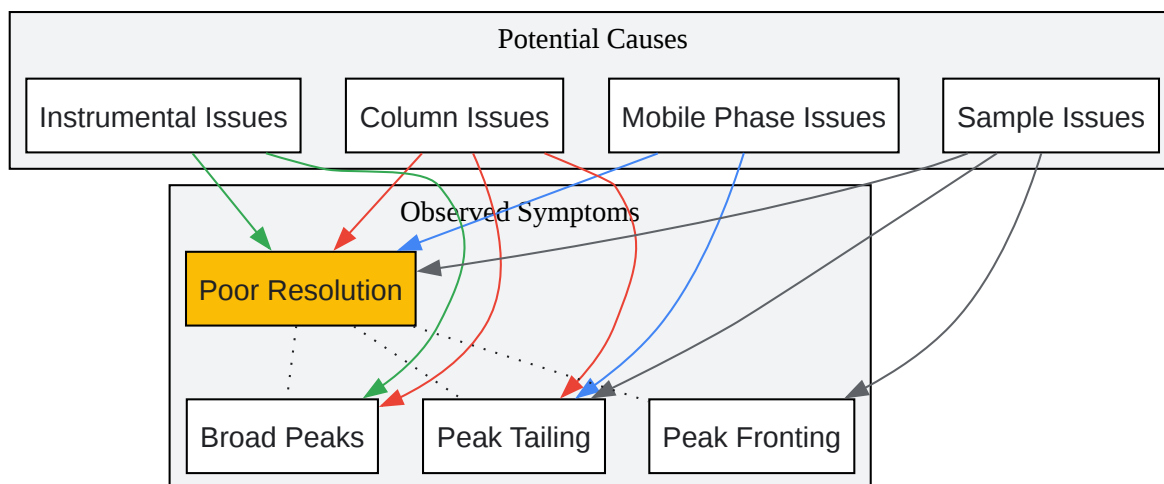 Potential Causes
Instrumental Issues
Column Issues
Mobile Phase Issues
Sample Issues
Observed Symptoms
Poor Resolution
Broad Peaks
Peak Tailing
Peak Fronting